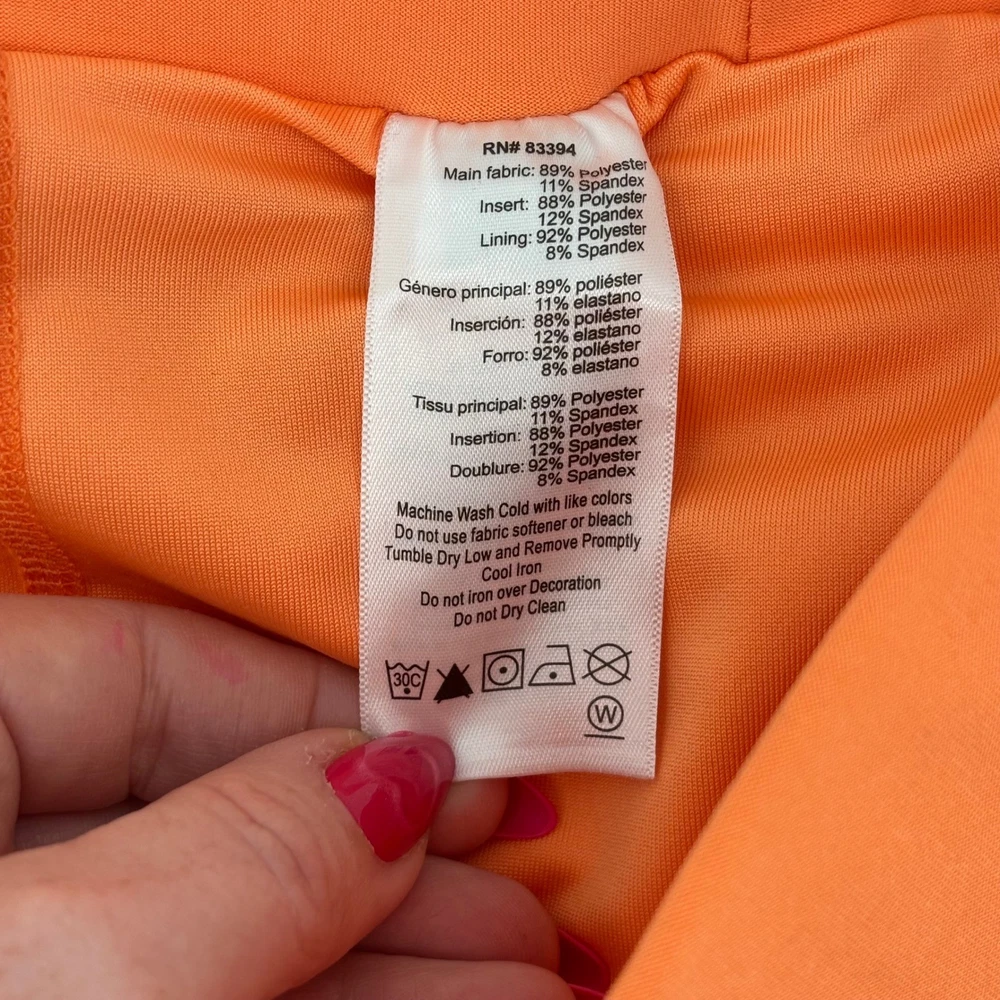 RN# 83394
Main fabric: 89% Polyester
11% Spandex
Insert: 88% Polyester
12% Spandex
Lining: 92% Polyester
8% Spandex
Género principal: 89% poliéster
11% elastano
Inserción: 88% poliéster
12% elastano
Forro: 92% poliéster
8% elastano
Tissu principal: 89% Polyester
11% Spandex
Insertion: 88% Polyester
12% Spandex
Doublure: 92% Polyester
8% Spandex
Machine Wash Cold with like colors
Do not use fabric softener or bleach
Tumble Dry Low and Remove Promptly
Cool Iron
Do not iron over Decoration
Do not Dry Clean
30C
W